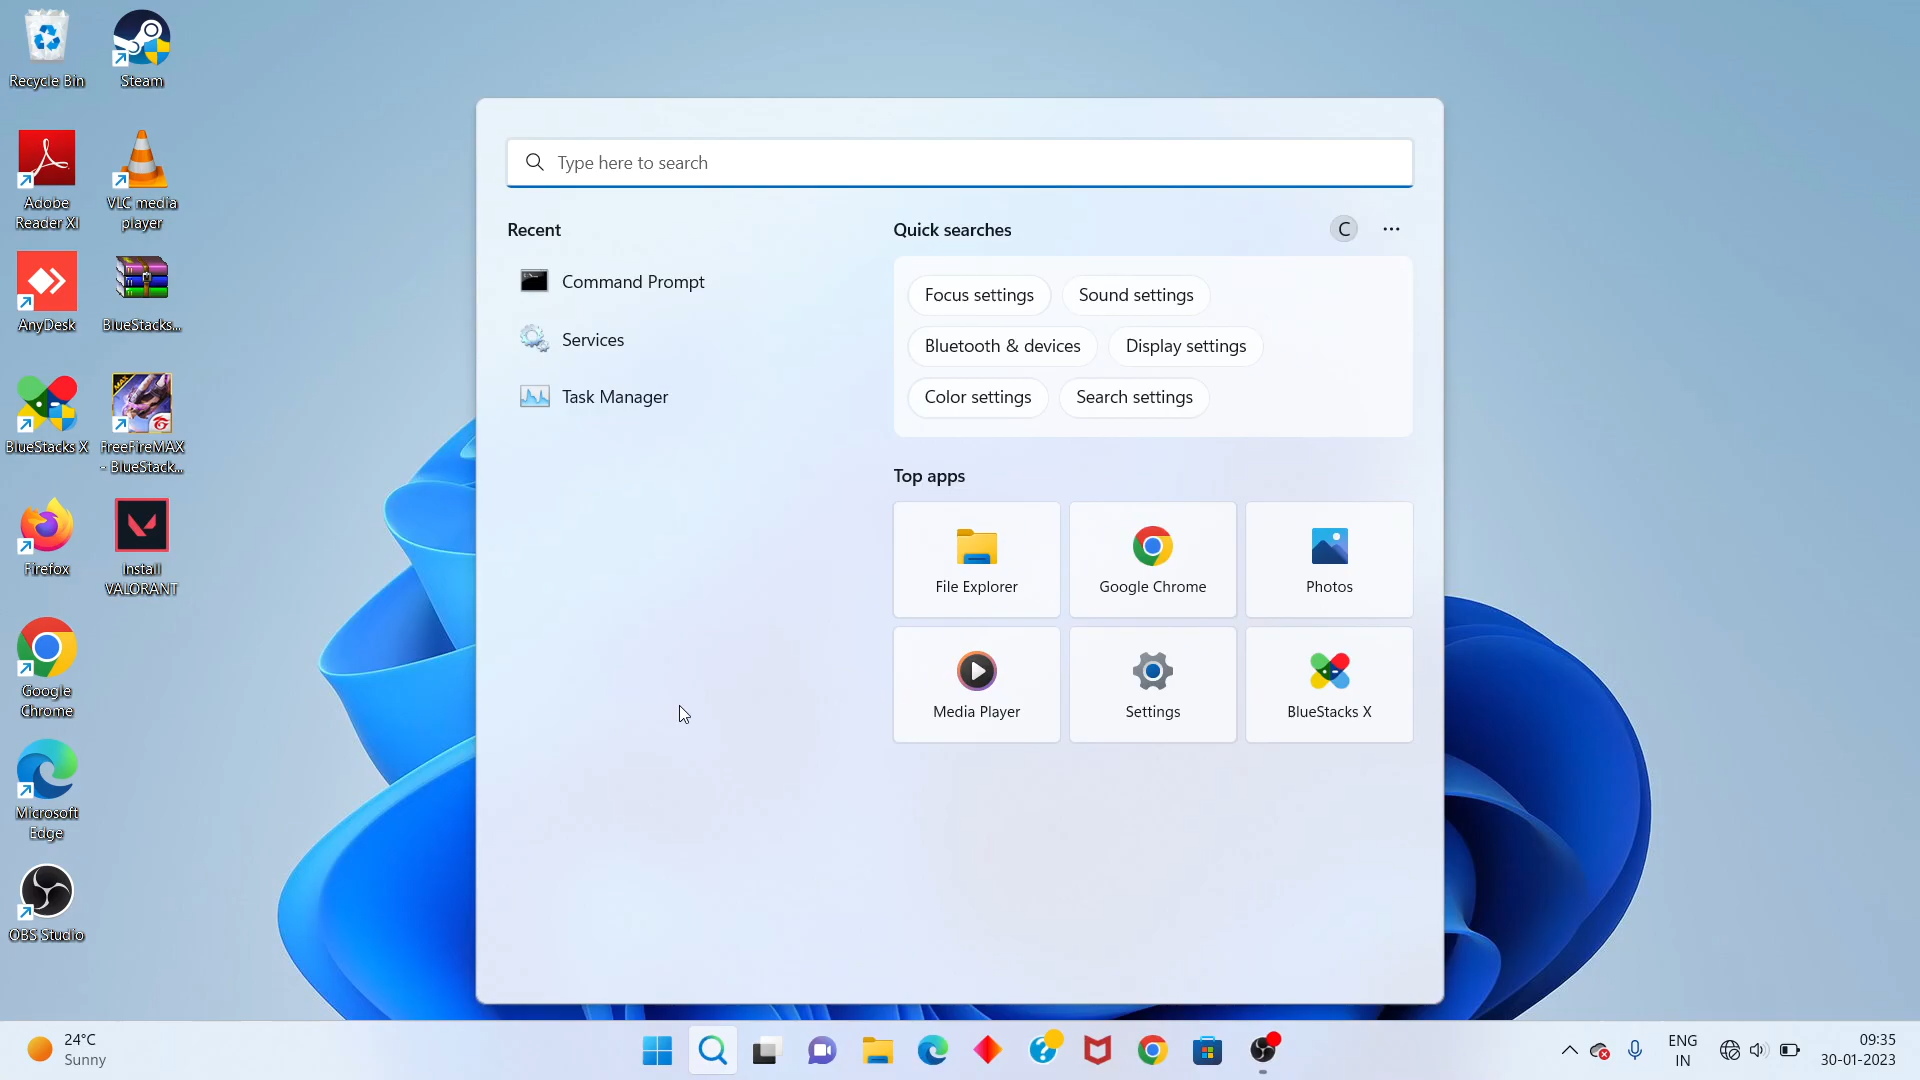 Recycle Bin
Steam
Adobe
Reader XI
VLC media
player
AnyDesk
BlueStacks...
BlueStacks X
MAX
FreeFireMAX
- BlueStack...
Firefox
Install
VALORANT
Google
Chrome
Microsoft
Edge
OBS Studio
Type here to search
Recent
Command Prompt
Services
Task Manager
Quick searches
C
Focus settings
Sound settings
Bluetooth & devices
Display settings
Color settings
Search settings
Top apps
File Explorer
Google Chrome
Photos
Media Player
Settings
BlueStacks X
24°C
Sunny
ENG
IN
09:35
30-01-2023